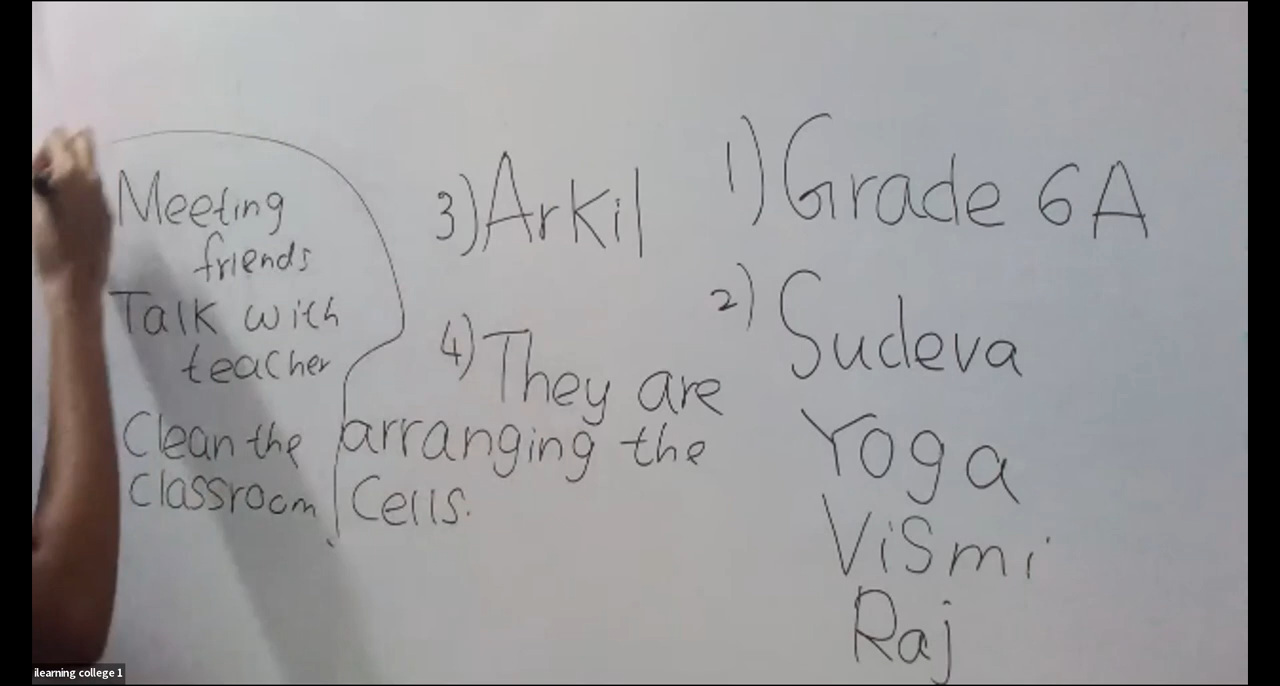 1) Grade 6A
2) Sudeva
Yoga
Vismi
Raj
3) Arkil
4) They are
arranging the
Cells.
Meeting
friends
Talk with
teacher
Clean the
Classroom
ilearning college 1